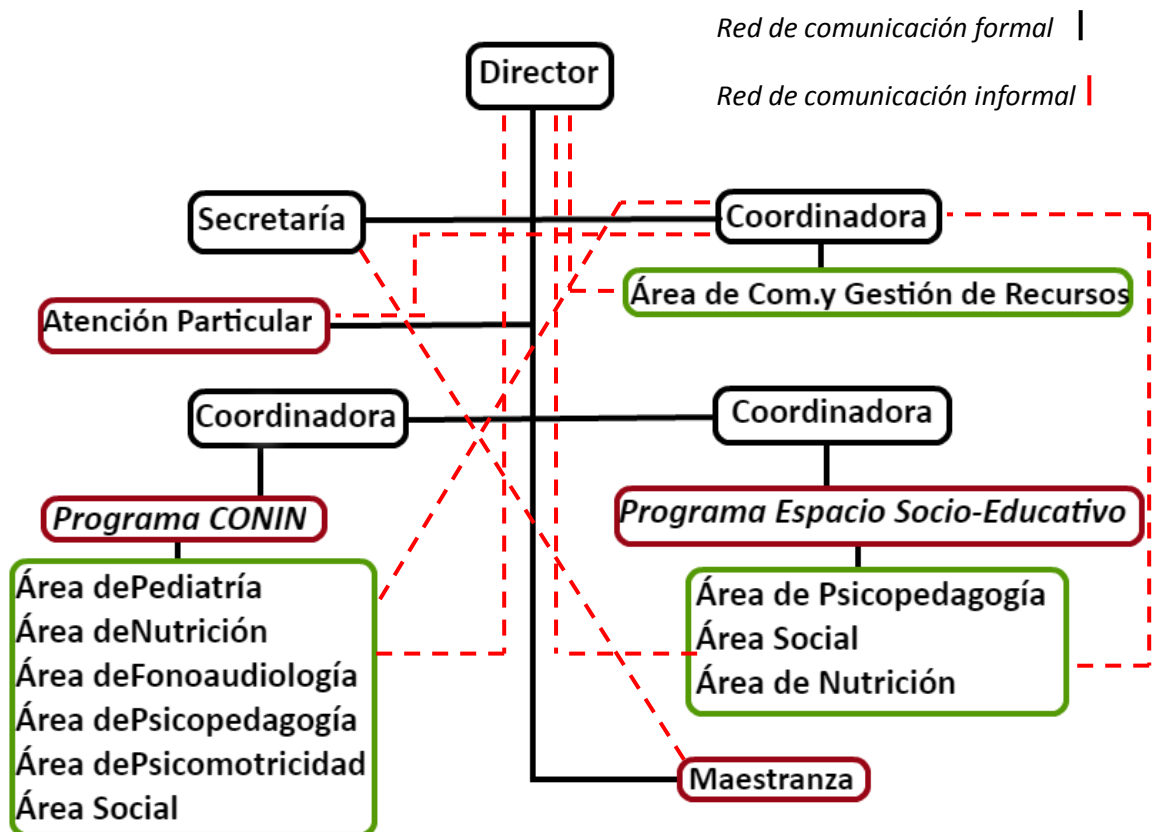 Red de comunicación formal
Director
Red de comunicación informal
Secretaría
Coordinadora
Área de Com.y Gestión de Recursos
Atención Particular
Coordinadora
Coordinadora
Programa CONIN
Programa Espacio Socio-Educativo
Área dePediatría
Área deNutrición
Área deFonoaudiología
Área dePsicopedagogía
Área dePsicomotricidad
Área Social
Área de Psicopedagogía
Área Social
Área de Nutrición
Maestranza